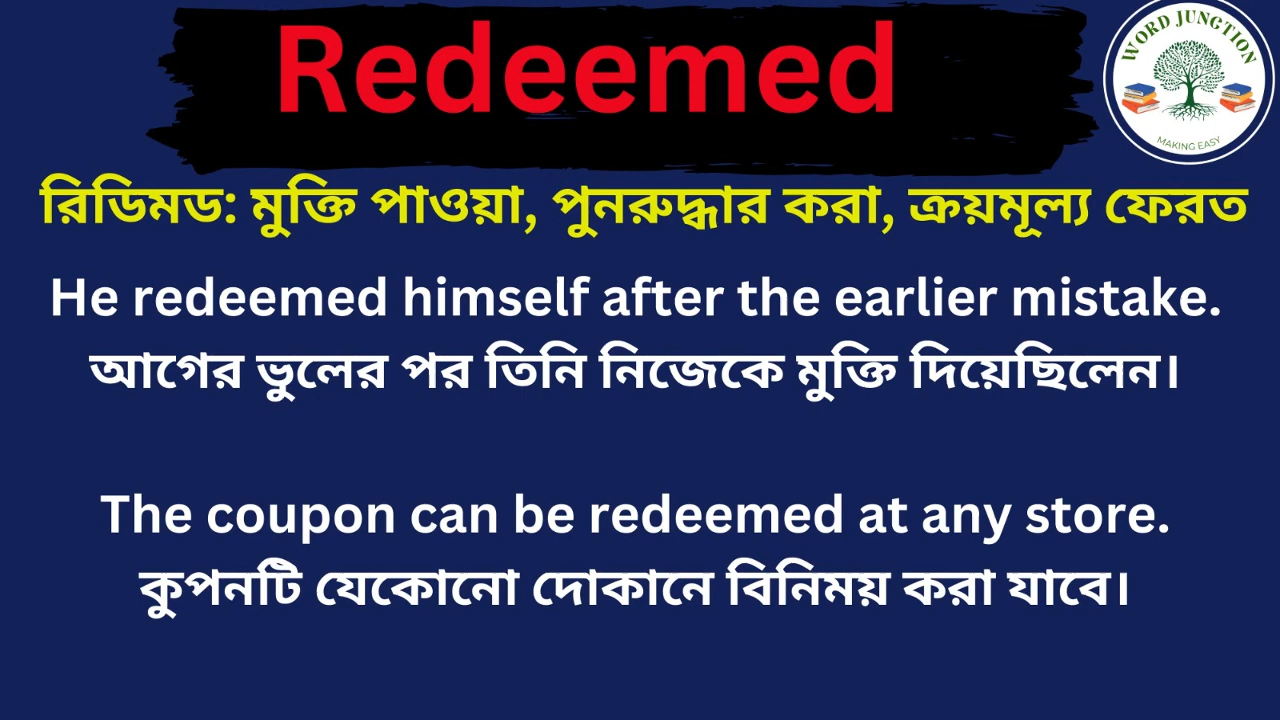 Redeemed
WORD JUNCTION
MAKING EASY
রিডিমড: মুক্তি পাওয়া, পুনরুদ্ধার করা, ক্রয়মূল্য ফেরত
He redeemed himself after the earlier mistake.
আগের ভুলের পর তিনি নিজেকে মুক্তি দিয়েছিলেন।
The coupon can be redeemed at any store.
কুপনটি যেকোনো দোকানে বিনিময় করা যাবে।